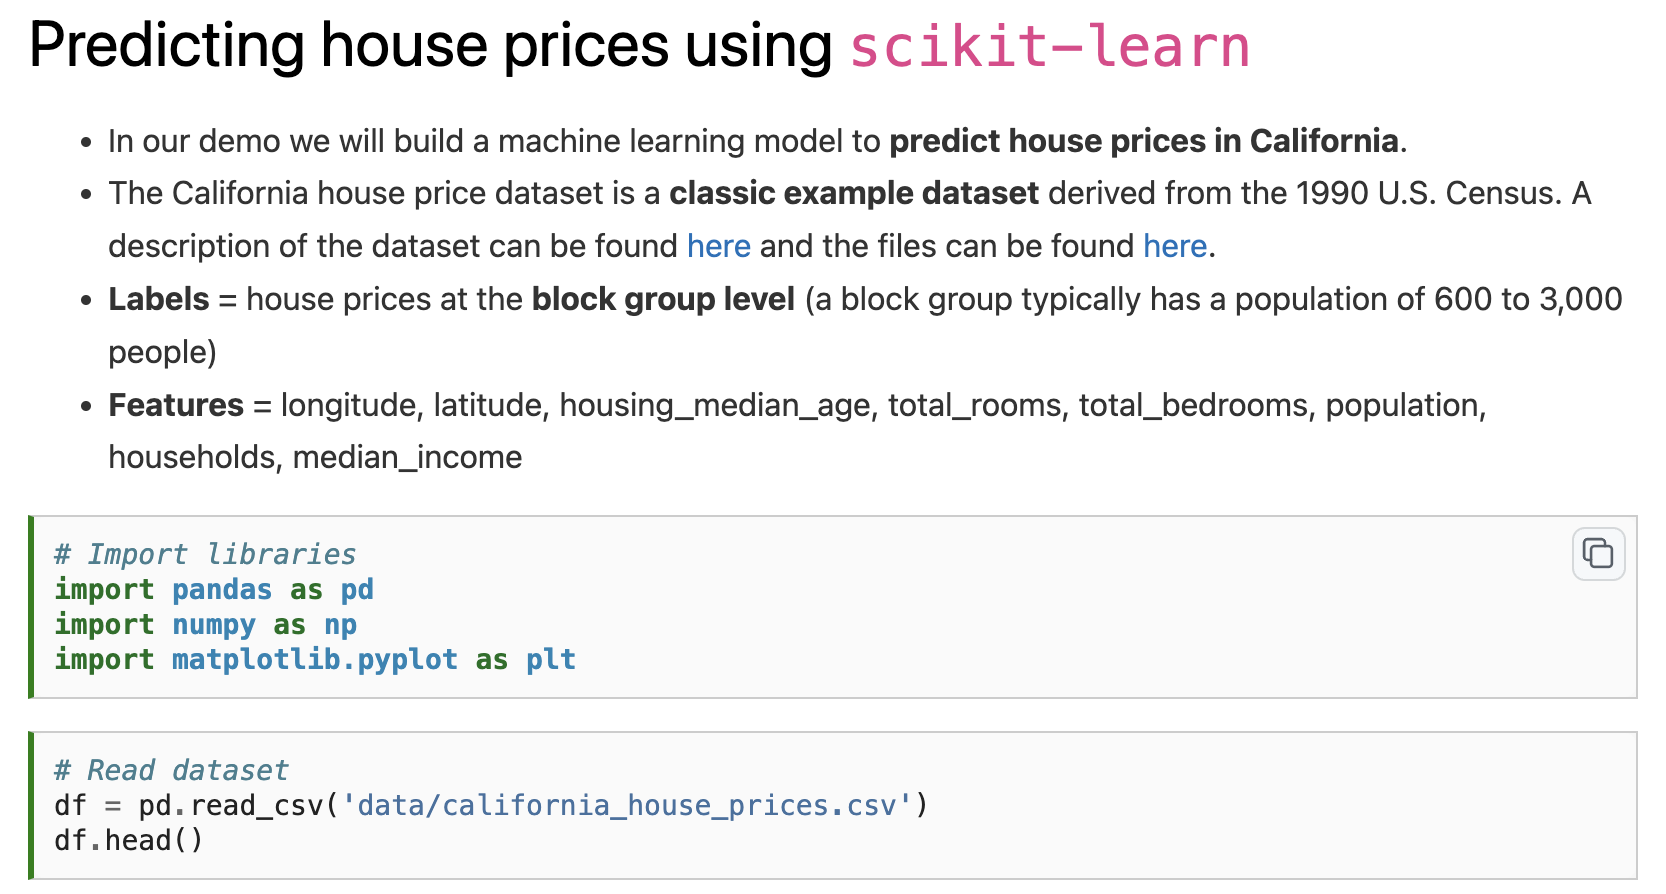 Predicting house prices using scikit-learn
• In our demo we will build a machine learning model to predict house prices in California.
• The California house price dataset is a classic example dataset derived from the 1990 U.S. Census. A
description of the dataset can be found here and the files can be found here.
• Labels = house prices at the block group level (a block group typically has a population of 600 to 3,000
people)
• Features = longitude, latitude, housing_median_age, total_rooms, total_bedrooms, population,
households, median_income
# Import libraries
import pandas as pd
import numpy as np
import matplotlib.pyplot as plt
# Read dataset
df = pd.read_csv('data/california_house_prices.csv')
df.head()